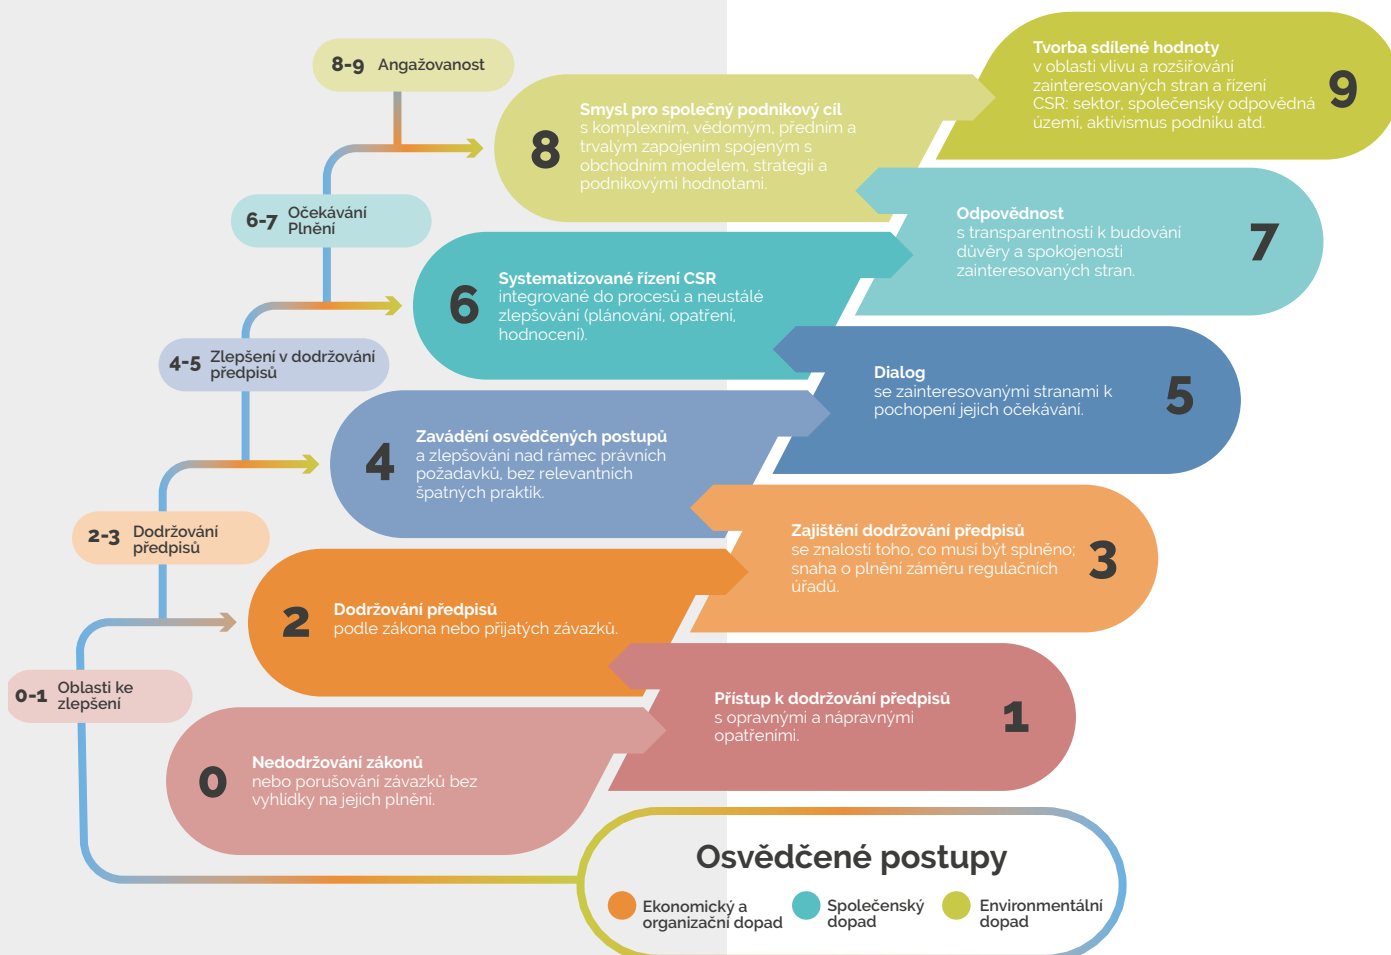 8-9 Angažovanost
Tvorba sdílené hodnoty
v oblasti vlivu a rozšiřování
zainteresovaných stran a řízení
CSR: sektor, společensky odpovědná
území, aktivismus podniku atd.
9
8
Smysl pro společný podnikový cíl
s komplexním, vědomým, předním a
trvalým zapojením spojeným s
obchodním modelem, strategií a
podnikovými hodnotami.
6-7 Očekávání
Plnění
Odpovědnost
s transparentností k budování
důvěry a spokojenosti
zainteresovaných stran.
7
6
Systematizované řízení CSR
integrované do procesů a neustálé
zlepšování (plánování, opatření,
hodnocení).
4-5 Zlepšení v dodržování
předpisů
Dialog
se zainteresovanými stranami k
pochopení jejich očekávání.
5
4
Zavádění osvědčených postupů
a zlepšování nad rámec právních
požadavků, bez relevantních
špatných praktik.
2-3 Dodržování
předpisů
Zajištění dodržování předpisů
se znalostí toho, co musí být splněno;
snaha o plnění záměru regulačních
úřadů.
3
2
Dodržování předpisů
podle zákona nebo přijatých závazků.
0-1 Oblasti ke
zlepšení
Přístup k dodržování předpisů
s opravnými a nápravnými
opatřeními.
1
0
Nedodržování zákonů
nebo porušování závazků bez
vyhlídky na jejich plnění.
Osvědčené postupy
Ekonomický a
organizační dopad
Společenský
dopad
Environmentální
dopad